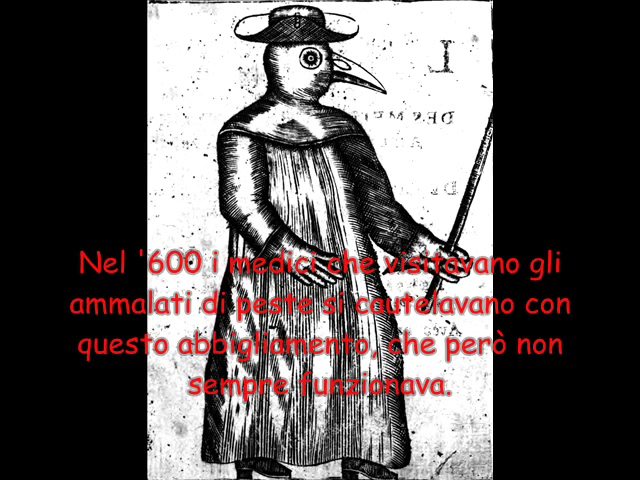 Nel '600 i medici che visitavano gli
ammalati di peste si cautelavano con
questo abbigliamento, che però non
sempre funzionava.